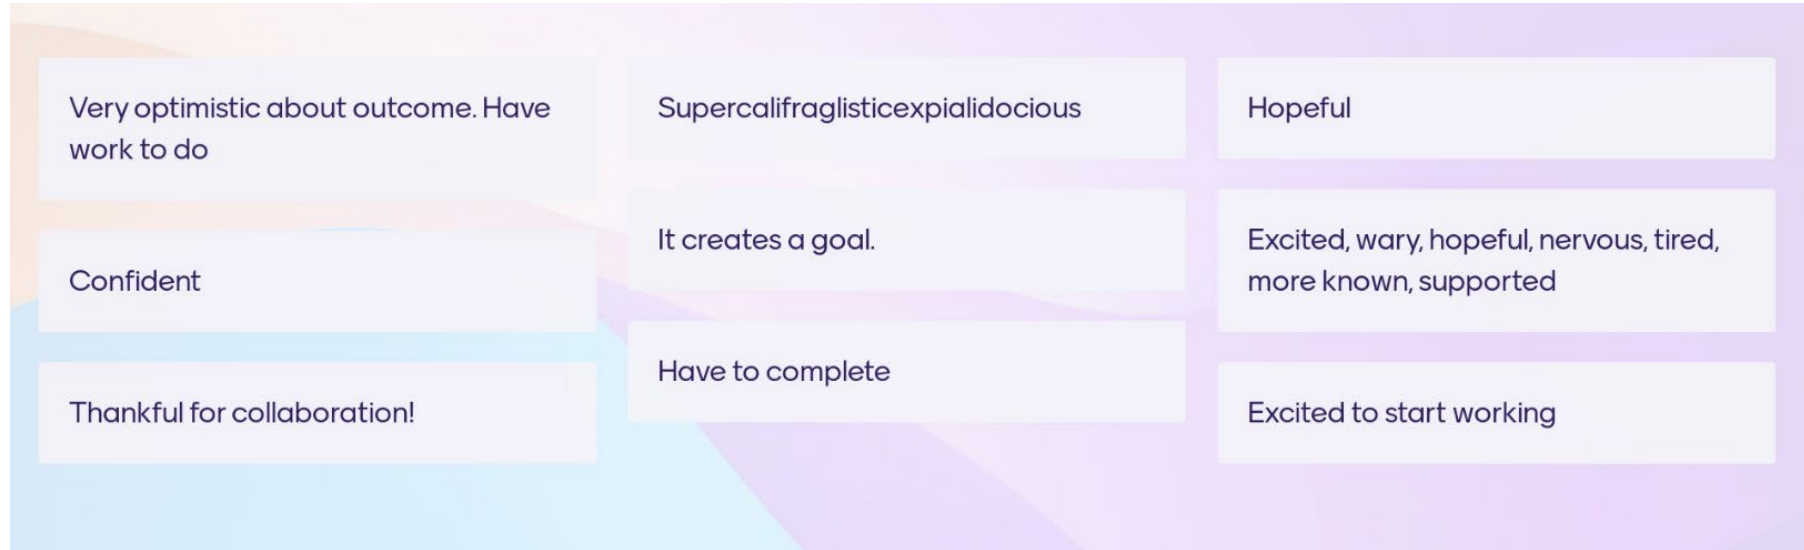 Very optimistic about outcome. Have
work to do
Confident
Thankful for collaboration!
Supercalifraglisticexpialidocious
It creates a goal.
Have to complete
Hopeful
Excited, wary, hopeful, nervous, tired,
more known, supported
Excited to start working